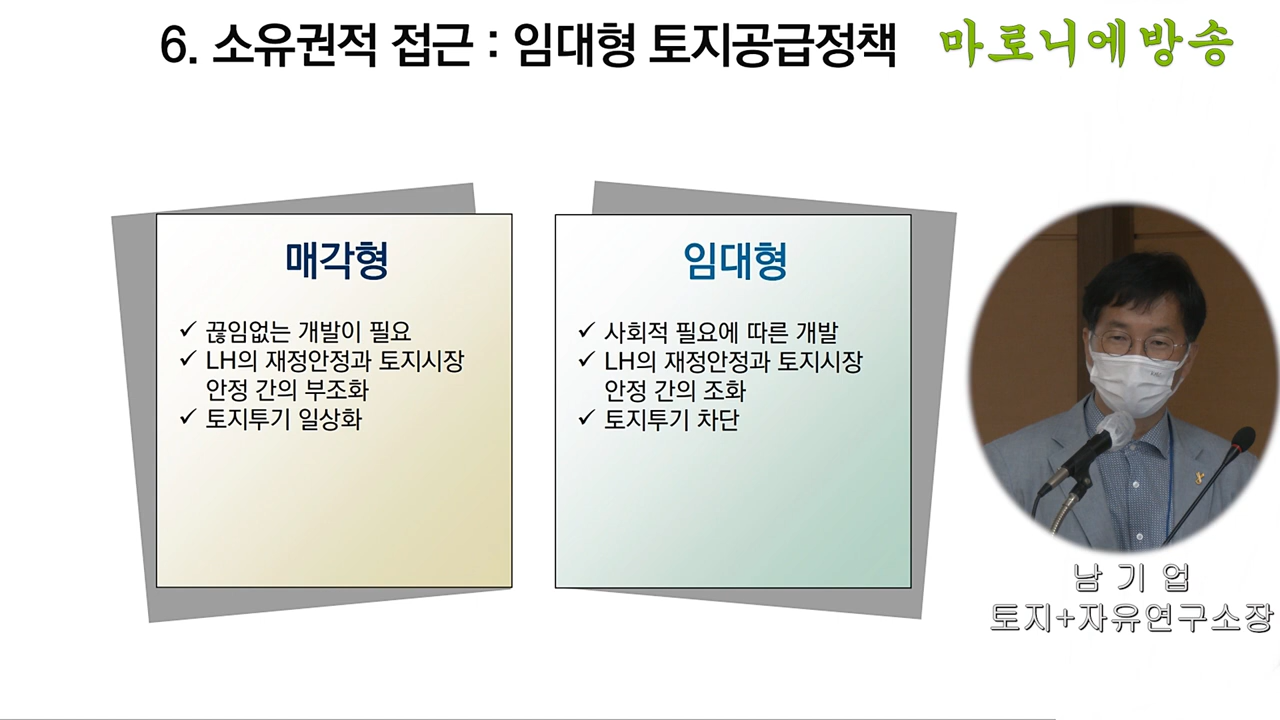 6. 소유권적 접근 : 임대형 토지공급정책
마로니에방송
매각형
✓ 끊임없는 개발이 필요
✓ LH의 재정안정과 토지시장
안정 간의 부조화
✓ 토지투기 일상화
임대형
✓ 사회적 필요에 따른 개발
✓ LH의 재정안정과 토지시장
안정 간의 조화
✓ 토지투기 차단
남 기 업
토지+자유연구소장